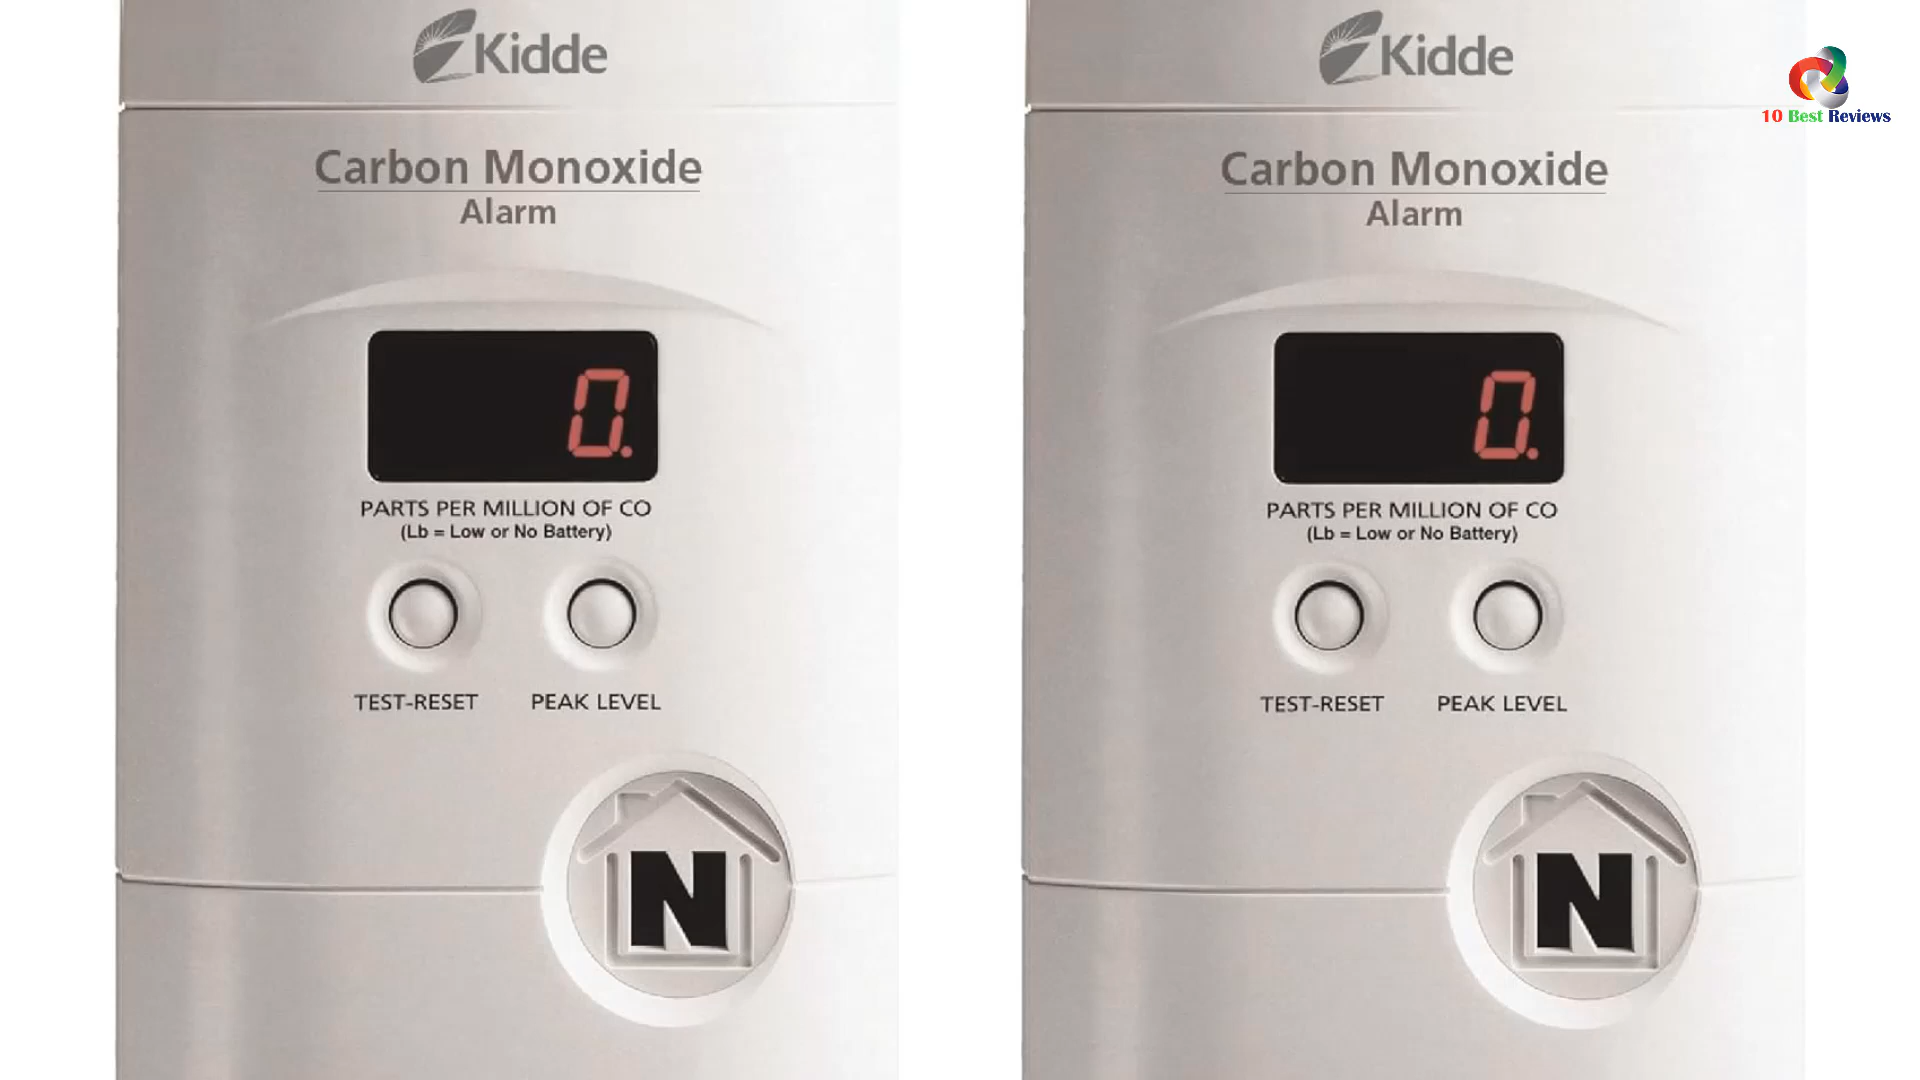 Kidde
Carbon Monoxide
Alarm
0.
PARTS PER MILLION OF CO
(Lb = Low or No Battery)
TEST-RESET PEAK LEVEL
N
Kidde
Carbon Monoxide
Alarm
0.
PARTS PER MILLION OF CO
(Lb = Low or No Battery)
TEST-RESET PEAK LEVEL
N
10 Best Reviews